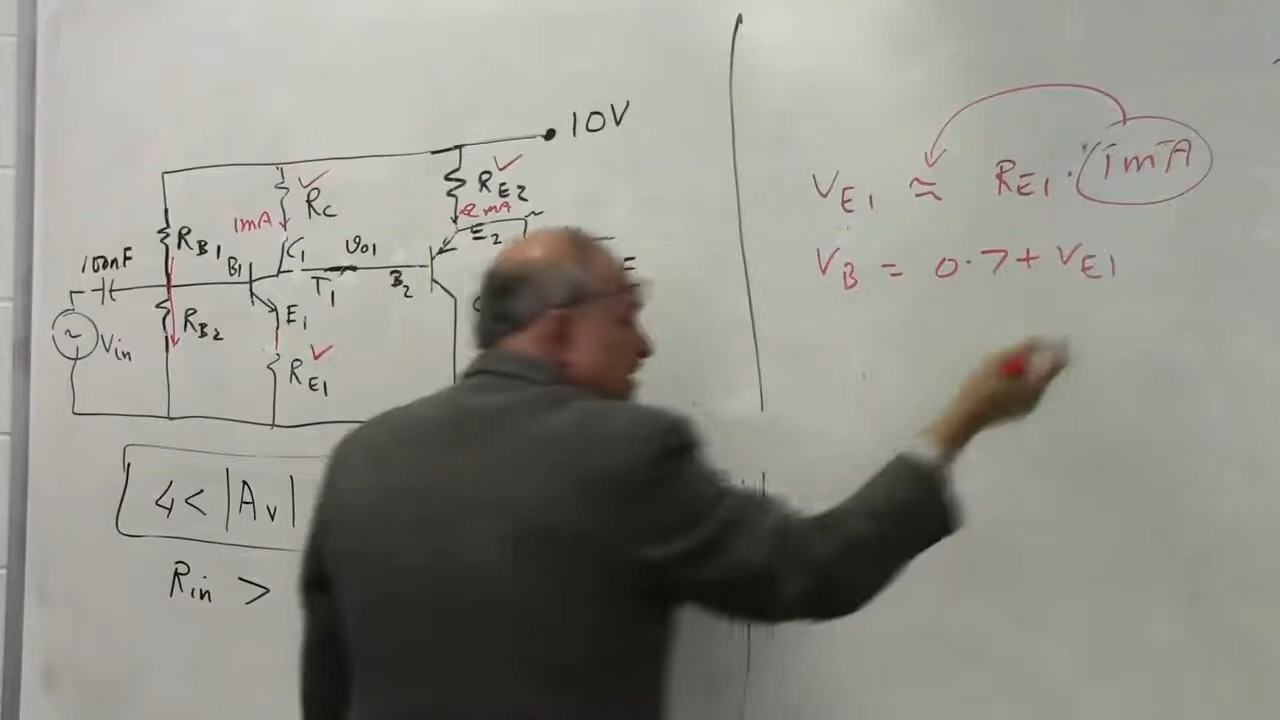 10V
R_E2
R_C
1mA
2mA
E_2
R_B1
B_1
C_1
v_o1
100nF
T_1
B_2
R_B2
E_1
V_in
~
R_E1
4 < |A_v|
R_in >
V_E1 ≈ R_E1 · 1mA
V_B = 0.7 + V_E1